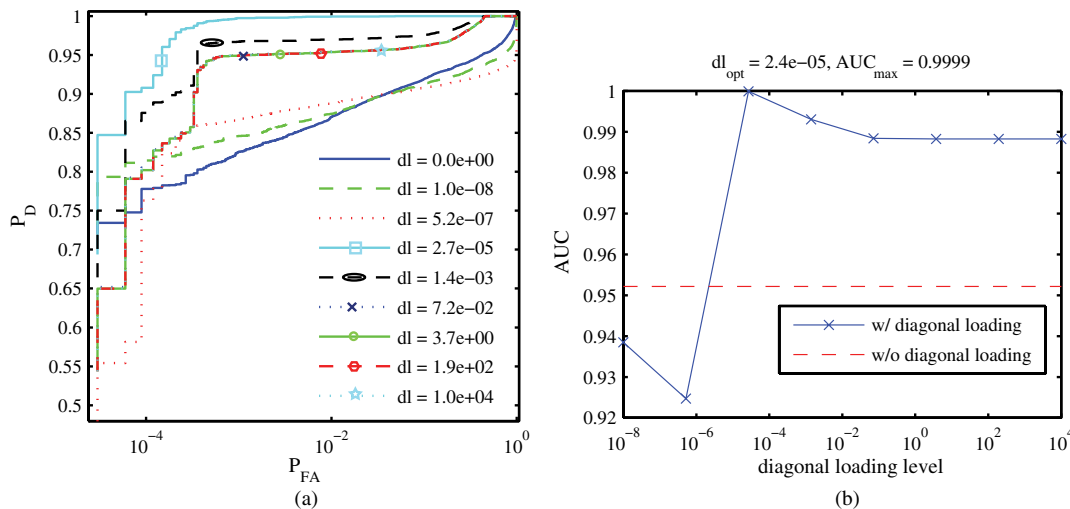 1
0.95
0.9
0.85
0.8
0.75
0.7
0.65
0.6
0.55
0.5
P_D
dl = 0.0e+00
dl = 1.0e−08
dl = 5.2e−07
dl = 2.7e−05
dl = 1.4e−03
dl = 7.2e−02
dl = 3.7e+00
dl = 1.9e+02
dl = 1.0e+04
10^−4
10^−2
10^0
P_FA
(a)
dl_opt = 2.4e−05, AUC_max = 0.9999
1
0.99
0.98
0.97
0.96
0.95
0.94
0.93
0.92
AUC
w/ diagonal loading
w/o diagonal loading
10^−8
10^−6
10^−4
10^−2
10^0
10^2
10^4
diagonal loading level
(b)